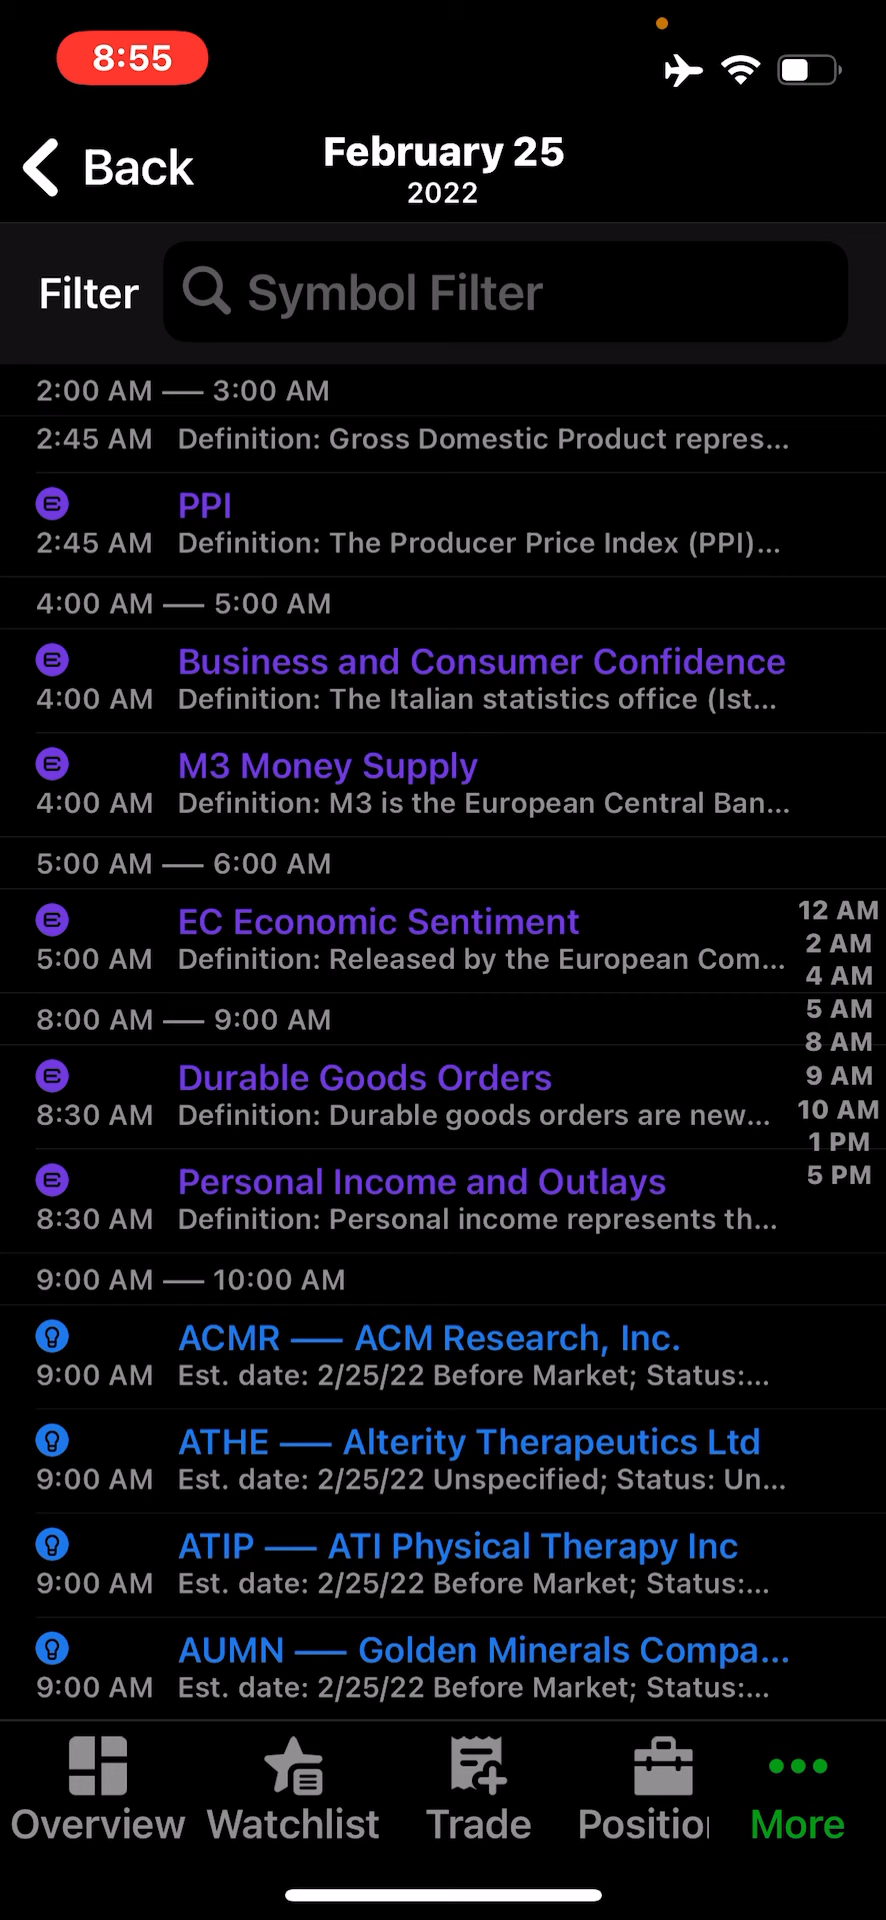 8:55
Back
February 25
2022
Filter
Symbol Filter
2:00 AM — 3:00 AM
2:45 AM Definition: Gross Domestic Product repres...
PPI
2:45 AM Definition: The Producer Price Index (PPI)...
4:00 AM — 5:00 AM
Business and Consumer Confidence
4:00 AM Definition: The Italian statistics office (Ist...
M3 Money Supply
4:00 AM Definition: M3 is the European Central Ban...
5:00 AM — 6:00 AM
EC Economic Sentiment
5:00 AM Definition: Released by the European Com...
8:00 AM — 9:00 AM
Durable Goods Orders
8:30 AM Definition: Durable goods orders are new...
Personal Income and Outlays
8:30 AM Definition: Personal income represents th...
12 AM
2 AM
4 AM
5 AM
8 AM
9 AM
10 AM
1 PM
5 PM
9:00 AM — 10:00 AM
ACMR — ACM Research, Inc.
9:00 AM Est. date: 2/25/22 Before Market; Status:...
ATHE — Alterity Therapeutics Ltd
9:00 AM Est. date: 2/25/22 Unspecified; Status: Un...
ATIP — ATI Physical Therapy Inc
9:00 AM Est. date: 2/25/22 Before Market; Status:...
AUMN — Golden Minerals Compa...
9:00 AM Est. date: 2/25/22 Before Market; Status:...
Overview Watchlist Trade Positio More